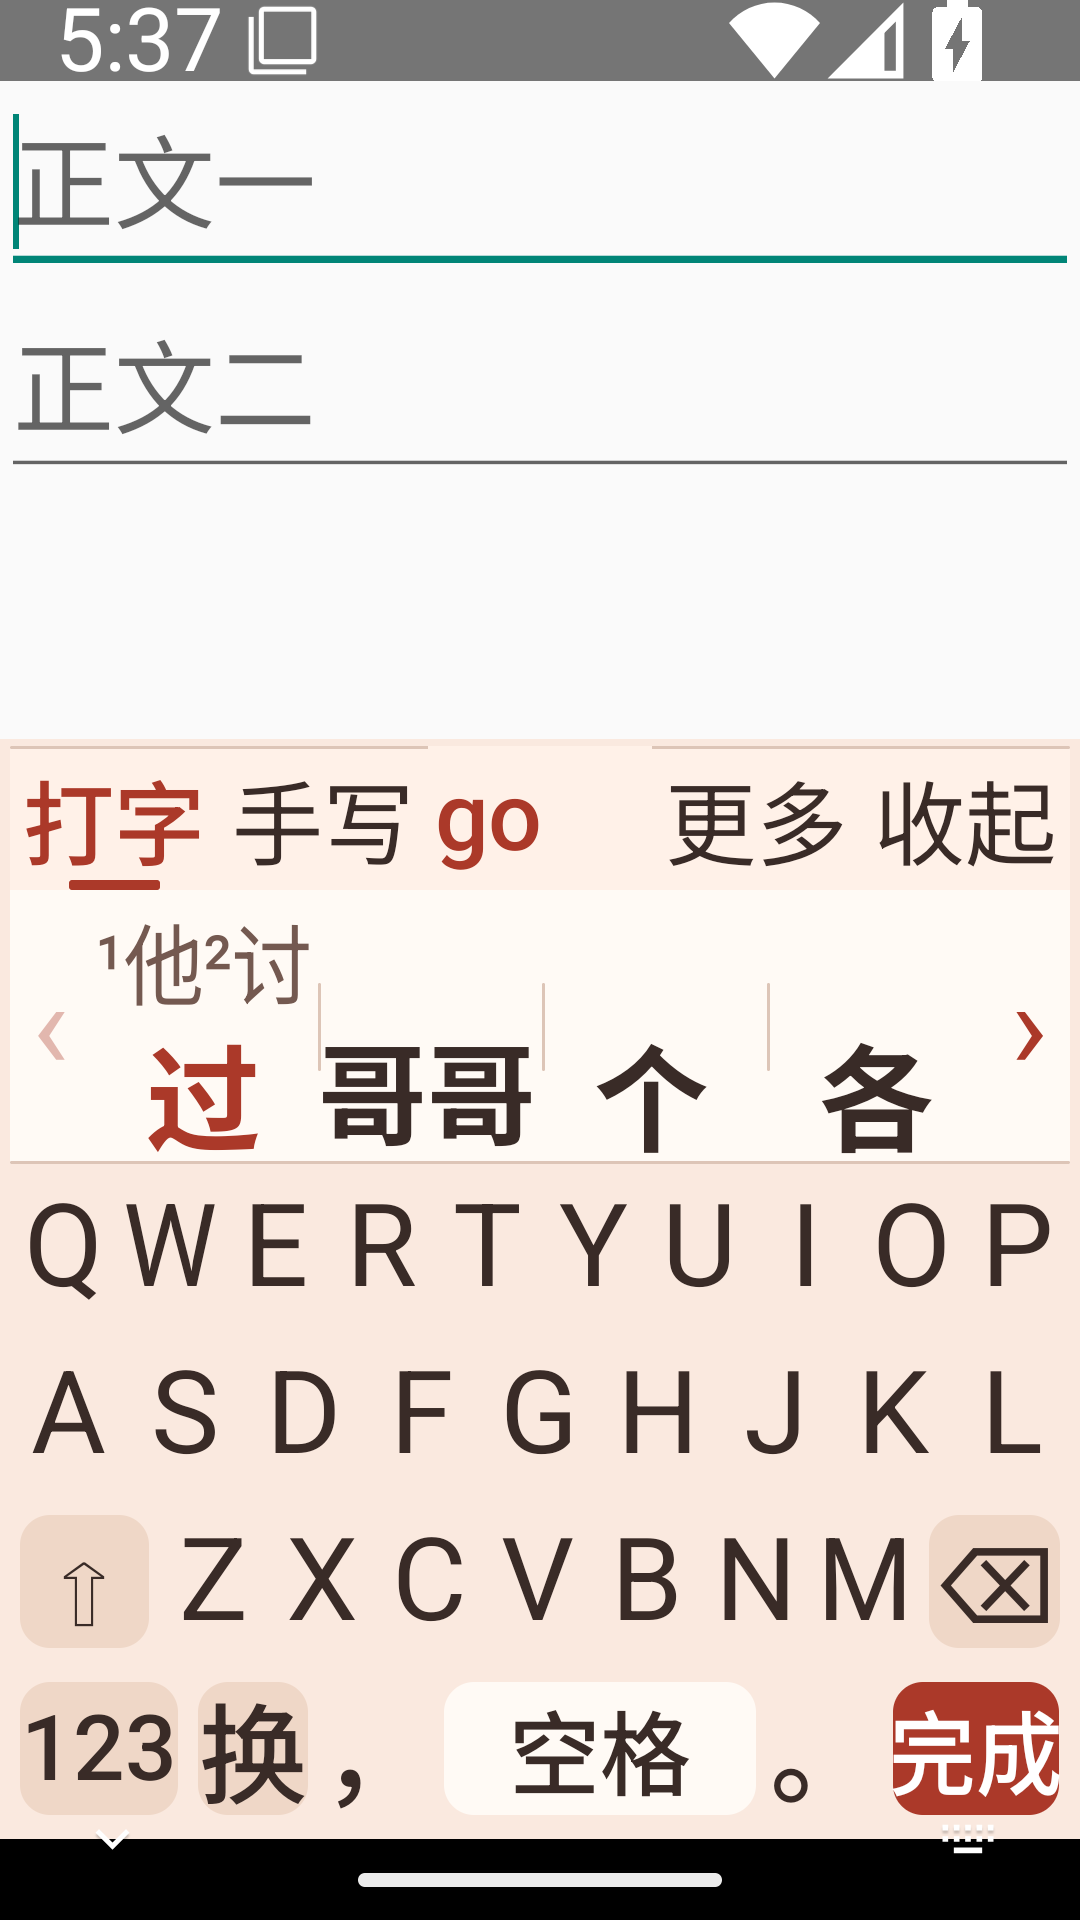 5:37
正文一
正文二
打字 手写 go 更多 收起
1他2讨
‹ 过 哥哥 个 各 ›
Q W E R T Y U I O P
A S D F G H J K L
⇧ Z X C V B N M ⌫
123 换 ， 空格 。 完成